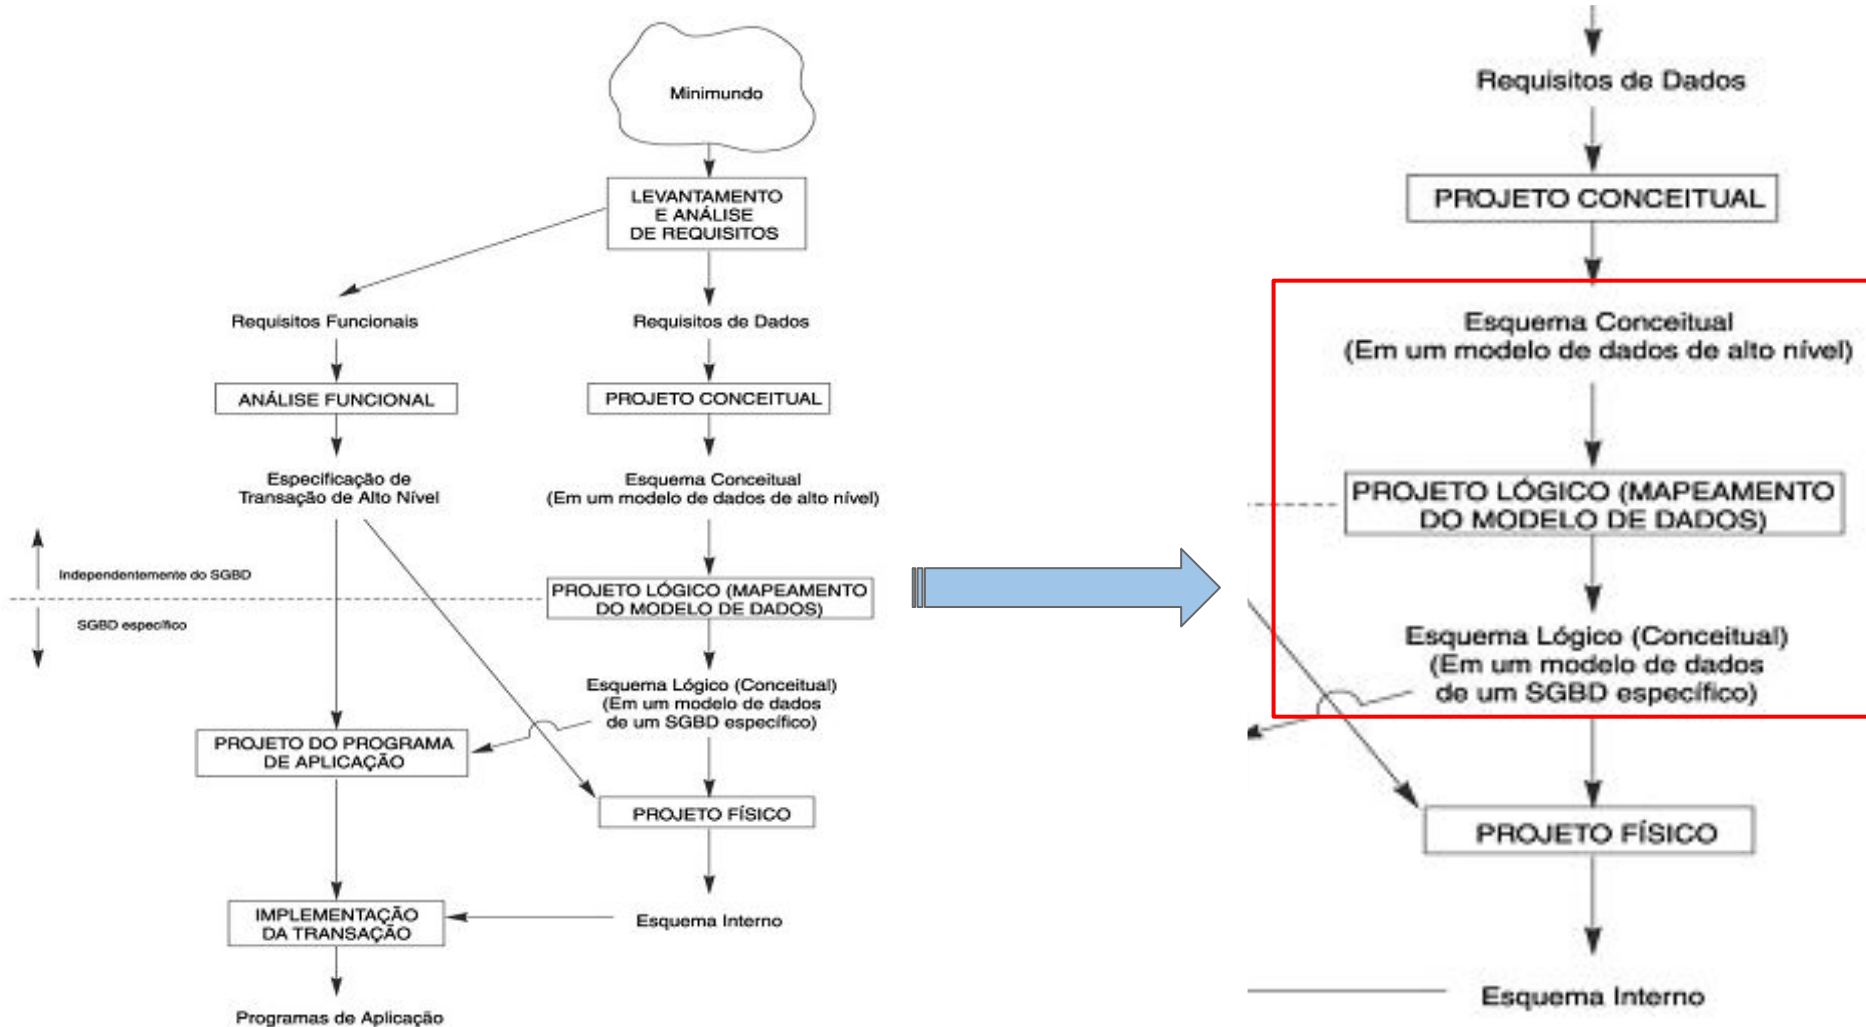 Minimundo
LEVANTAMENTO
E ANÁLISE
DE REQUISITOS
Requisitos Funcionais
Requisitos de Dados
ANÁLISE FUNCIONAL
PROJETO CONCEITUAL
Especificação de
Transação de Alto Nível
Esquema Conceitual
(Em um modelo de dados de alto nível)
Independentemente do SGBD
SGBD específico
PROJETO LÓGICO (MAPEAMENTO
DO MODELO DE DADOS)
Esquema Lógico (Conceitual)
(Em um modelo de dados
de um SGBD específico)
PROJETO DO PROGRAMA
DE APLICAÇÃO
PROJETO FÍSICO
IMPLEMENTAÇÃO
DA TRANSAÇÃO
Esquema Interno
Programas de Aplicação
Requisitos de Dados
PROJETO CONCEITUAL
Esquema Conceitual
(Em um modelo de dados de alto nível)
PROJETO LÓGICO (MAPEAMENTO
DO MODELO DE DADOS)
Esquema Lógico (Conceitual)
(Em um modelo de dados
de um SGBD específico)
PROJETO FÍSICO
Esquema Interno